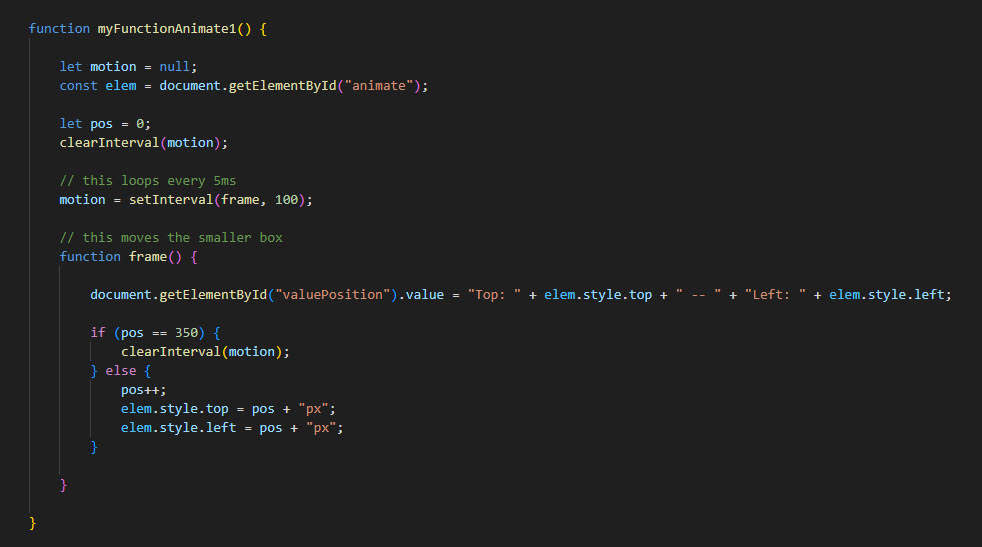 function myFunctionAnimate1() {
let motion = null;
const elem = document.getElementById("animate");
let pos = 0;
clearInterval(motion);
// this loops every 5ms
motion = setInterval(frame, 100);
// this moves the smaller box
function frame() {
document.getElementById("valuePosition").value = "Top: " + elem.style.top + " -- " + "Left: " + elem.style.left;
if (pos == 350) {
clearInterval(motion);
} else {
pos++;
elem.style.top = pos + "px";
elem.style.left = pos + "px";
}
}
}